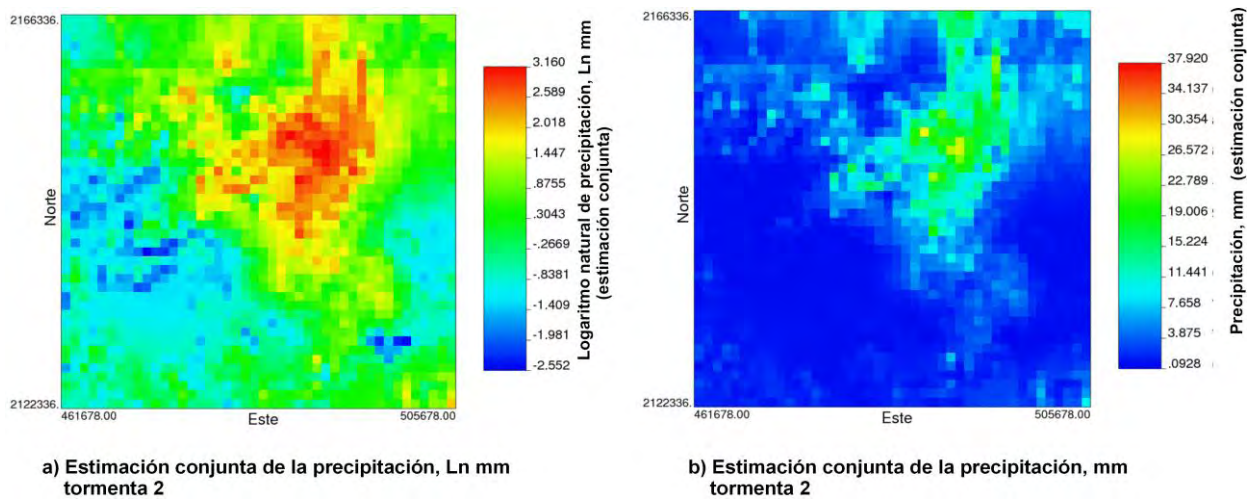 2166336.
Norte
2122336.
461678.00
Este
505678.00
3.160
2.5889
2.018
1.447
.8755
.3043
-.2669
-.8381
-1.409
-1.981
-2.552
Logaritmo natural de precipitación, Ln mm
(estimación conjunta)
a) Estimación conjunta de la precipitación, Ln mm
tormenta 2
2166336.
Norte
2122336.
461678.00
Este
505678.00
37.920
34.137
30.354
26.572
22.789
19.006
15.224
11.441
7.658
3.875
.0928
Precipitación, mm (estimación conjunta)
b) Estimación conjunta de la precipitación, mm
tormenta 2